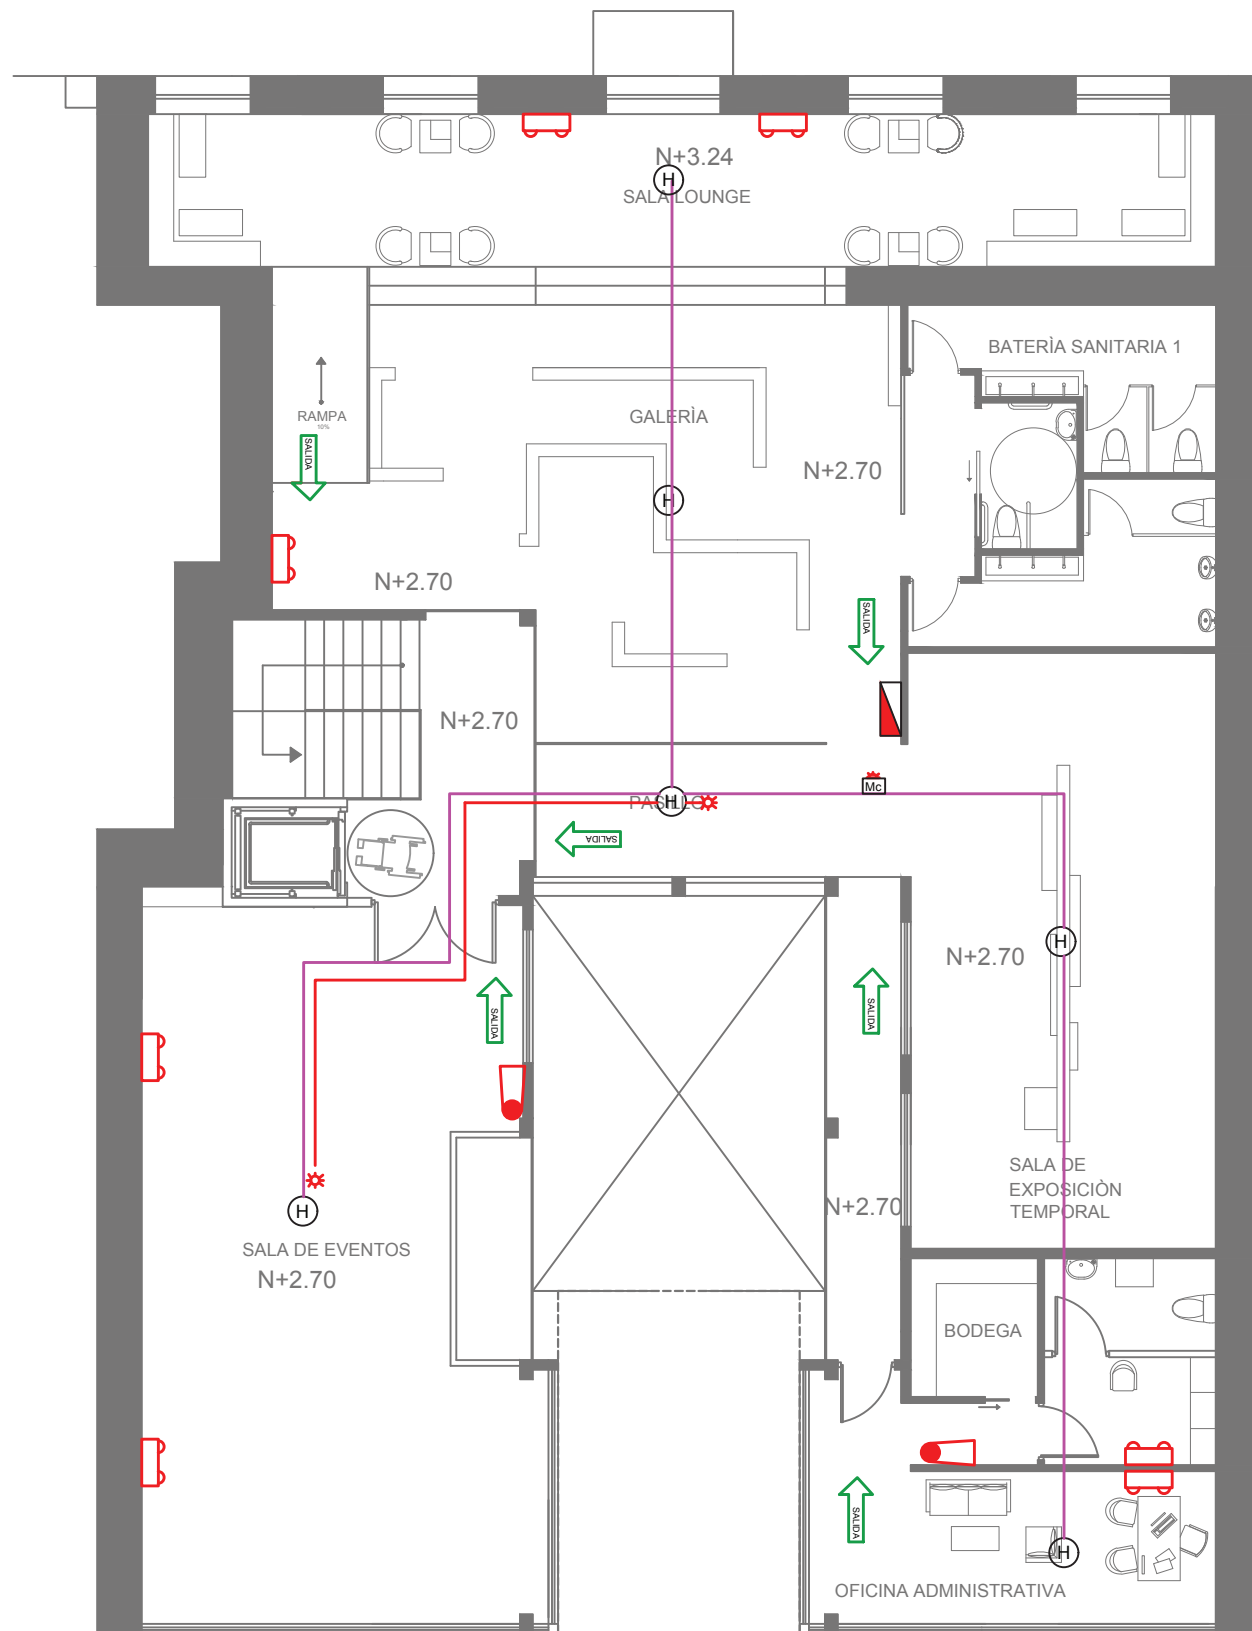 N+3.24
H
SALA LOUNGE
BATERÌA SANITARIA 1
RAMPA
10%
GALERÌA
SALIDA
N+2.70
H
N+2.70
SALIDA
N+2.70
Mc
PASILLO
H
SALIDA
H
N+2.70
SALIDA
SALIDA
SALA DE
EXPOSICIÒN
TEMPORAL
N+2.70
H
SALA DE EVENTOS
N+2.70
BODEGA
SALIDA
H
OFICINA ADMINISTRATIVA